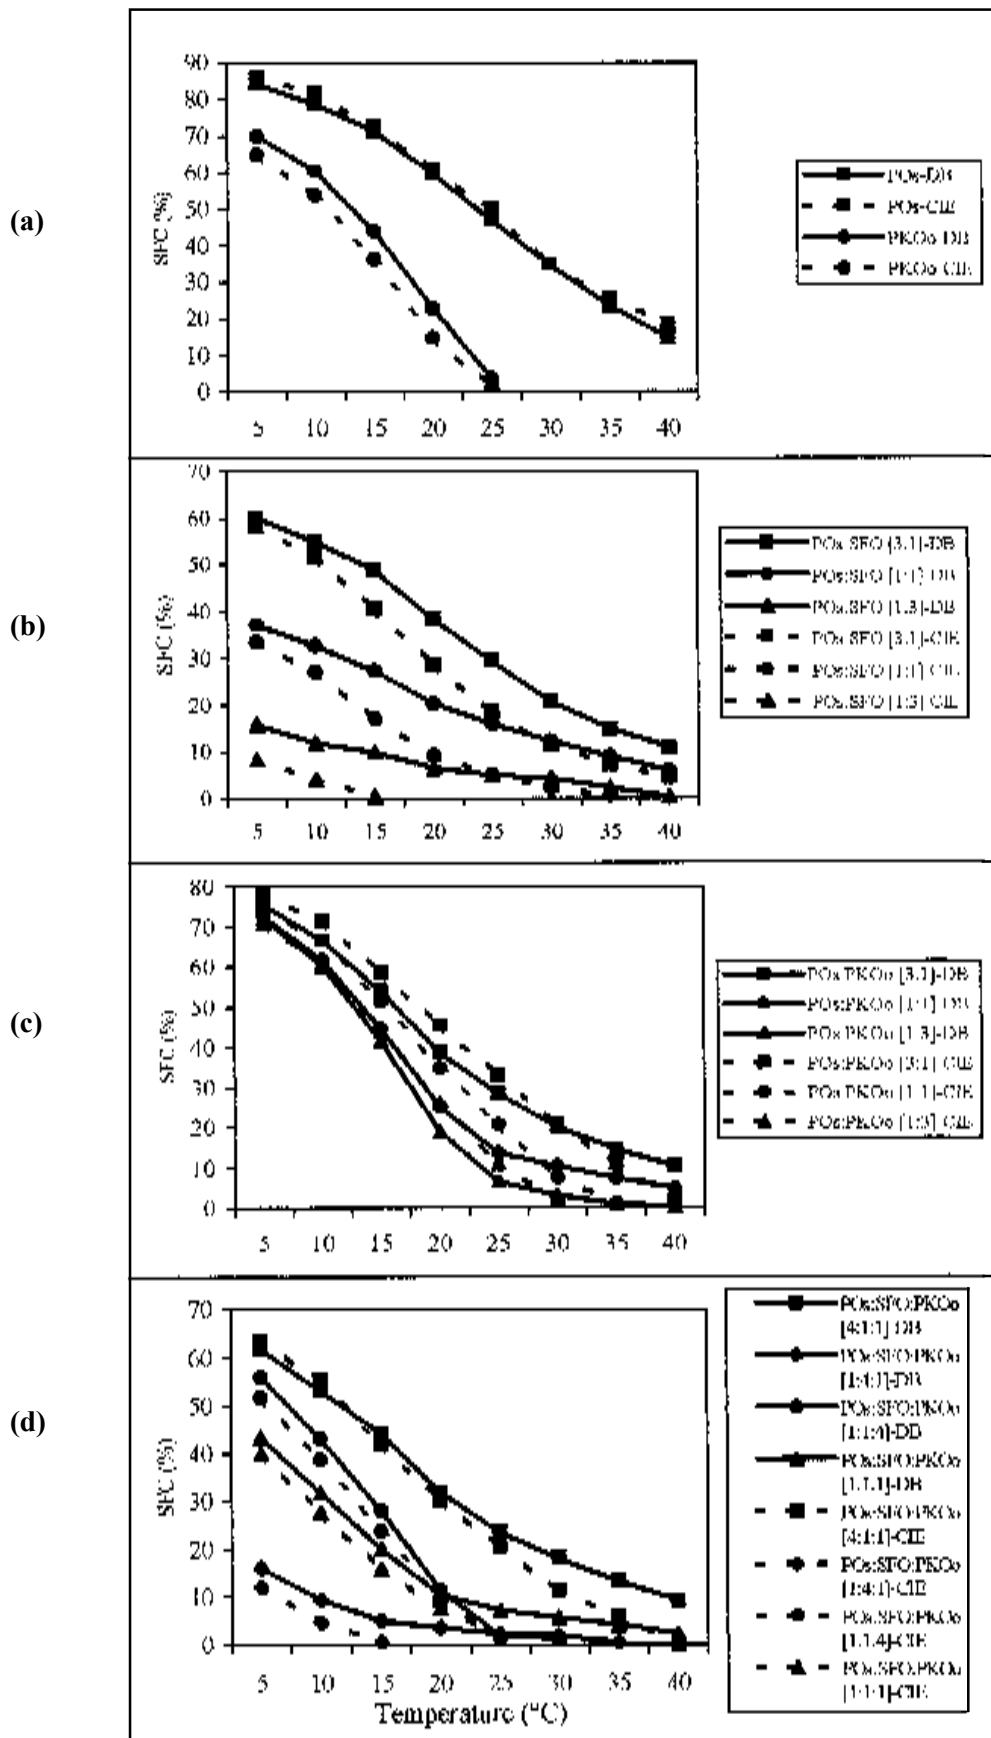 (a)
SFC (%)
90
80
70
60
50
40
30
20
10
0
5 10 15 20 25 30 35 40
POs-DB
POs-CIE
PKOo-DB
PKOo-CIE
(b)
SFC (%)
70
60
50
40
30
20
10
0
5 10 15 20 25 30 35 40
POs:SFO [3:1]-DB
POs:SFO [1:1]-DB
POs:SFO [1:3]-DB
POs:SFO [3:1]-CIE
POs:SFO [1:1]-CIE
POs:SFO [1:3]-CIE
(c)
SFC (%)
80
70
60
50
40
30
20
10
0
5 10 15 20 25 30 35 40
POs:PKOo [3:1]-DB
POs:PKOo [1:1]-DB
POs:PKOo [1:3]-DB
POs:PKOo [3:1]-CIE
POs:PKOo [1:1]-CIE
POs:PKOo [1:3]-CIE
(d)
SFC (%)
70
60
50
40
30
20
10
0
5 10 15 20 25 30 35 40
Temperature (°C)
POs:SFO:PKOo
[4:1:1]-DB
POs:SFO:PKOo
[1:4:1]-DB
POs:SFO:PKOo
[1:1:4]-DB
POs:SFO:PKOo
[1:1:1]-DB
POs:SFO:PKOo
[4:1:1]-CIE
POs:SFO:PKOo
[1:4:1]-CIE
POs:SFO:PKOo
[1:1:4]-CIE
POs:SFO:PKOo
[1:1:1]-CIE